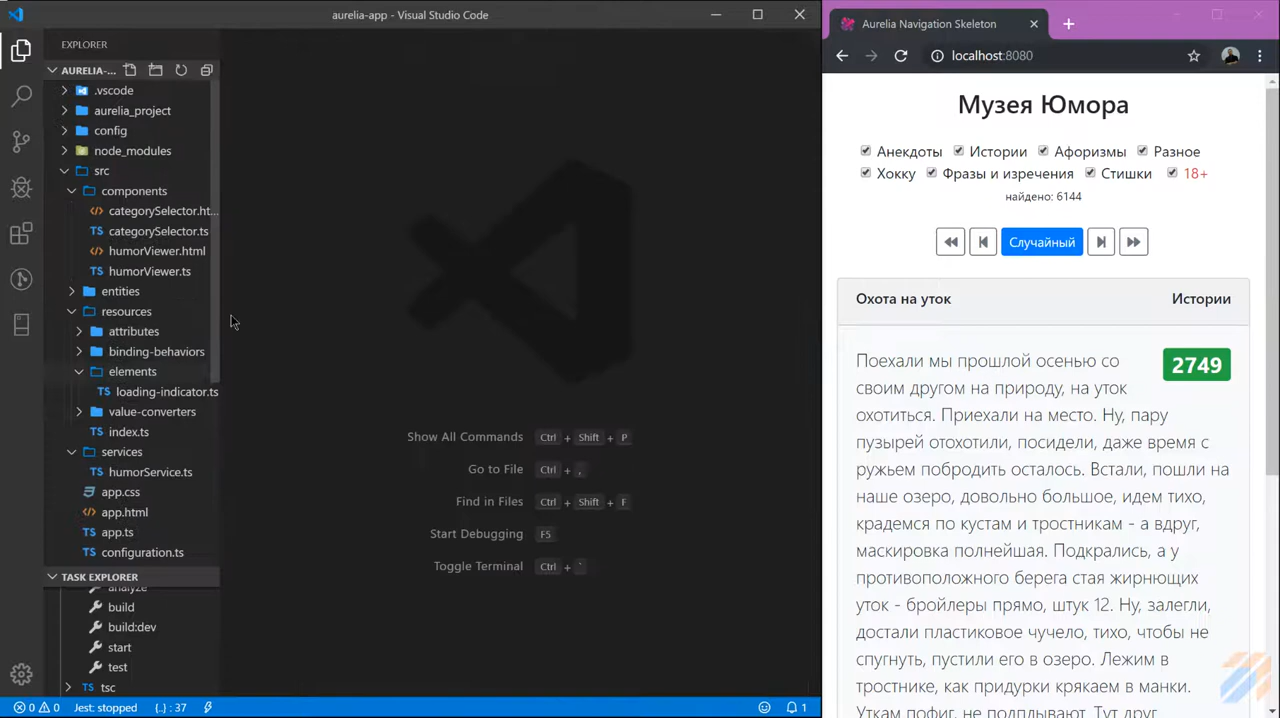 aurelia-app - Visual Studio Code
EXPLORER
AURELIA-...
.vscode
aurelia_project
config
node_modules
src
components
categorySelector.ht...
categorySelector.ts
humorViewer.html
humorViewer.ts
entities
resources
attributes
binding-behaviors
elements
loading-indicator.ts
value-converters
index.ts
services
humorService.ts
app.css
app.html
app.ts
configuration.ts
TASK EXPLORER
analyze
build
build:dev
start
test
tsc
Show All Commands Ctrl + Shift + P
Go to File Ctrl + ,
Find in Files Ctrl + Shift + F
Start Debugging F5
Toggle Terminal Ctrl + `
0 0 Jest: stopped {..} : 37 1
Aurelia Navigation Skeleton
localhost:8080
Музея Юмора
Анекдоты Истории Афоризмы Разное
Хокку Фразы и изречения Стишки 18+
найдено: 6144
Случайный
Охота на уток Истории
2749
Поехали мы прошлой осенью со
своим другом на природу, на уток
охотиться. Приехали на место. Ну, пару
пузырей отохотили, посидели, даже время с
ружьем побродить осталось. Встали, пошли на
наше озеро, довольно большое, идем тихо,
крадемся по кустам и тростникам - а вдруг,
маскировка полнейшая. Подкрались, а у
противоположного берега стая жирнющих
уток - бройлеры прямо, штук 12. Ну, залегли,
достали пластиковое чучело, тихо, чтобы не
спугнуть, пустили его в озеро. Лежим в
тростнике, как придурки крякаем в манки.
Уткам пофиг, не подплывают. Тут друг